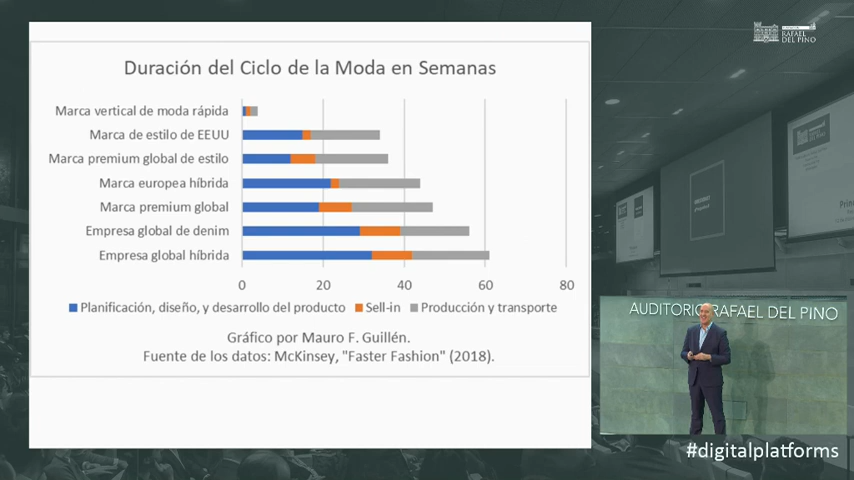 RAFAEL
DEL PINO
Duración del Ciclo de la Moda en Semanas
Marca vertical de moda rápida
Marca de estilo de EEUU
Marca premium global de estilo
Marca europea híbrida
Marca premium global
Empresa global de denim
Empresa global híbrida
0 20 40 60 80
Planificación, diseño, y desarrollo del producto Sell-in Producción y transporte
Gráfico por Mauro F. Guillén.
Fuente de los datos: McKinsey, "Faster Fashion" (2018).
AUDITORIO RAFAEL DEL PINO
#digitalplatforms